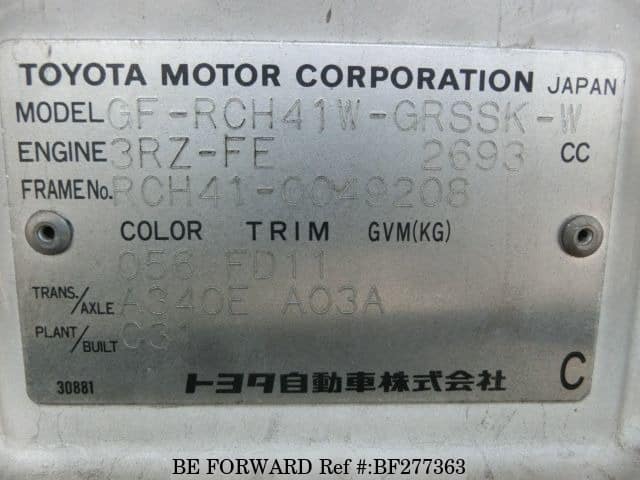 TOYOTA MOTOR CORPORATION JAPAN
MODEL GF-RCH41W-GRSSK-W
ENGINE 3RZ-FE 2693 CC
FRAME No. RCH41-0049208
COLOR TRIM GVM(KG)
056 FD11
TRANS./AXLE A340E A03A
PLANT/BUILT C31
30881 トヨタ自動車株式会社 C
BE FORWARD Ref #:BF277363